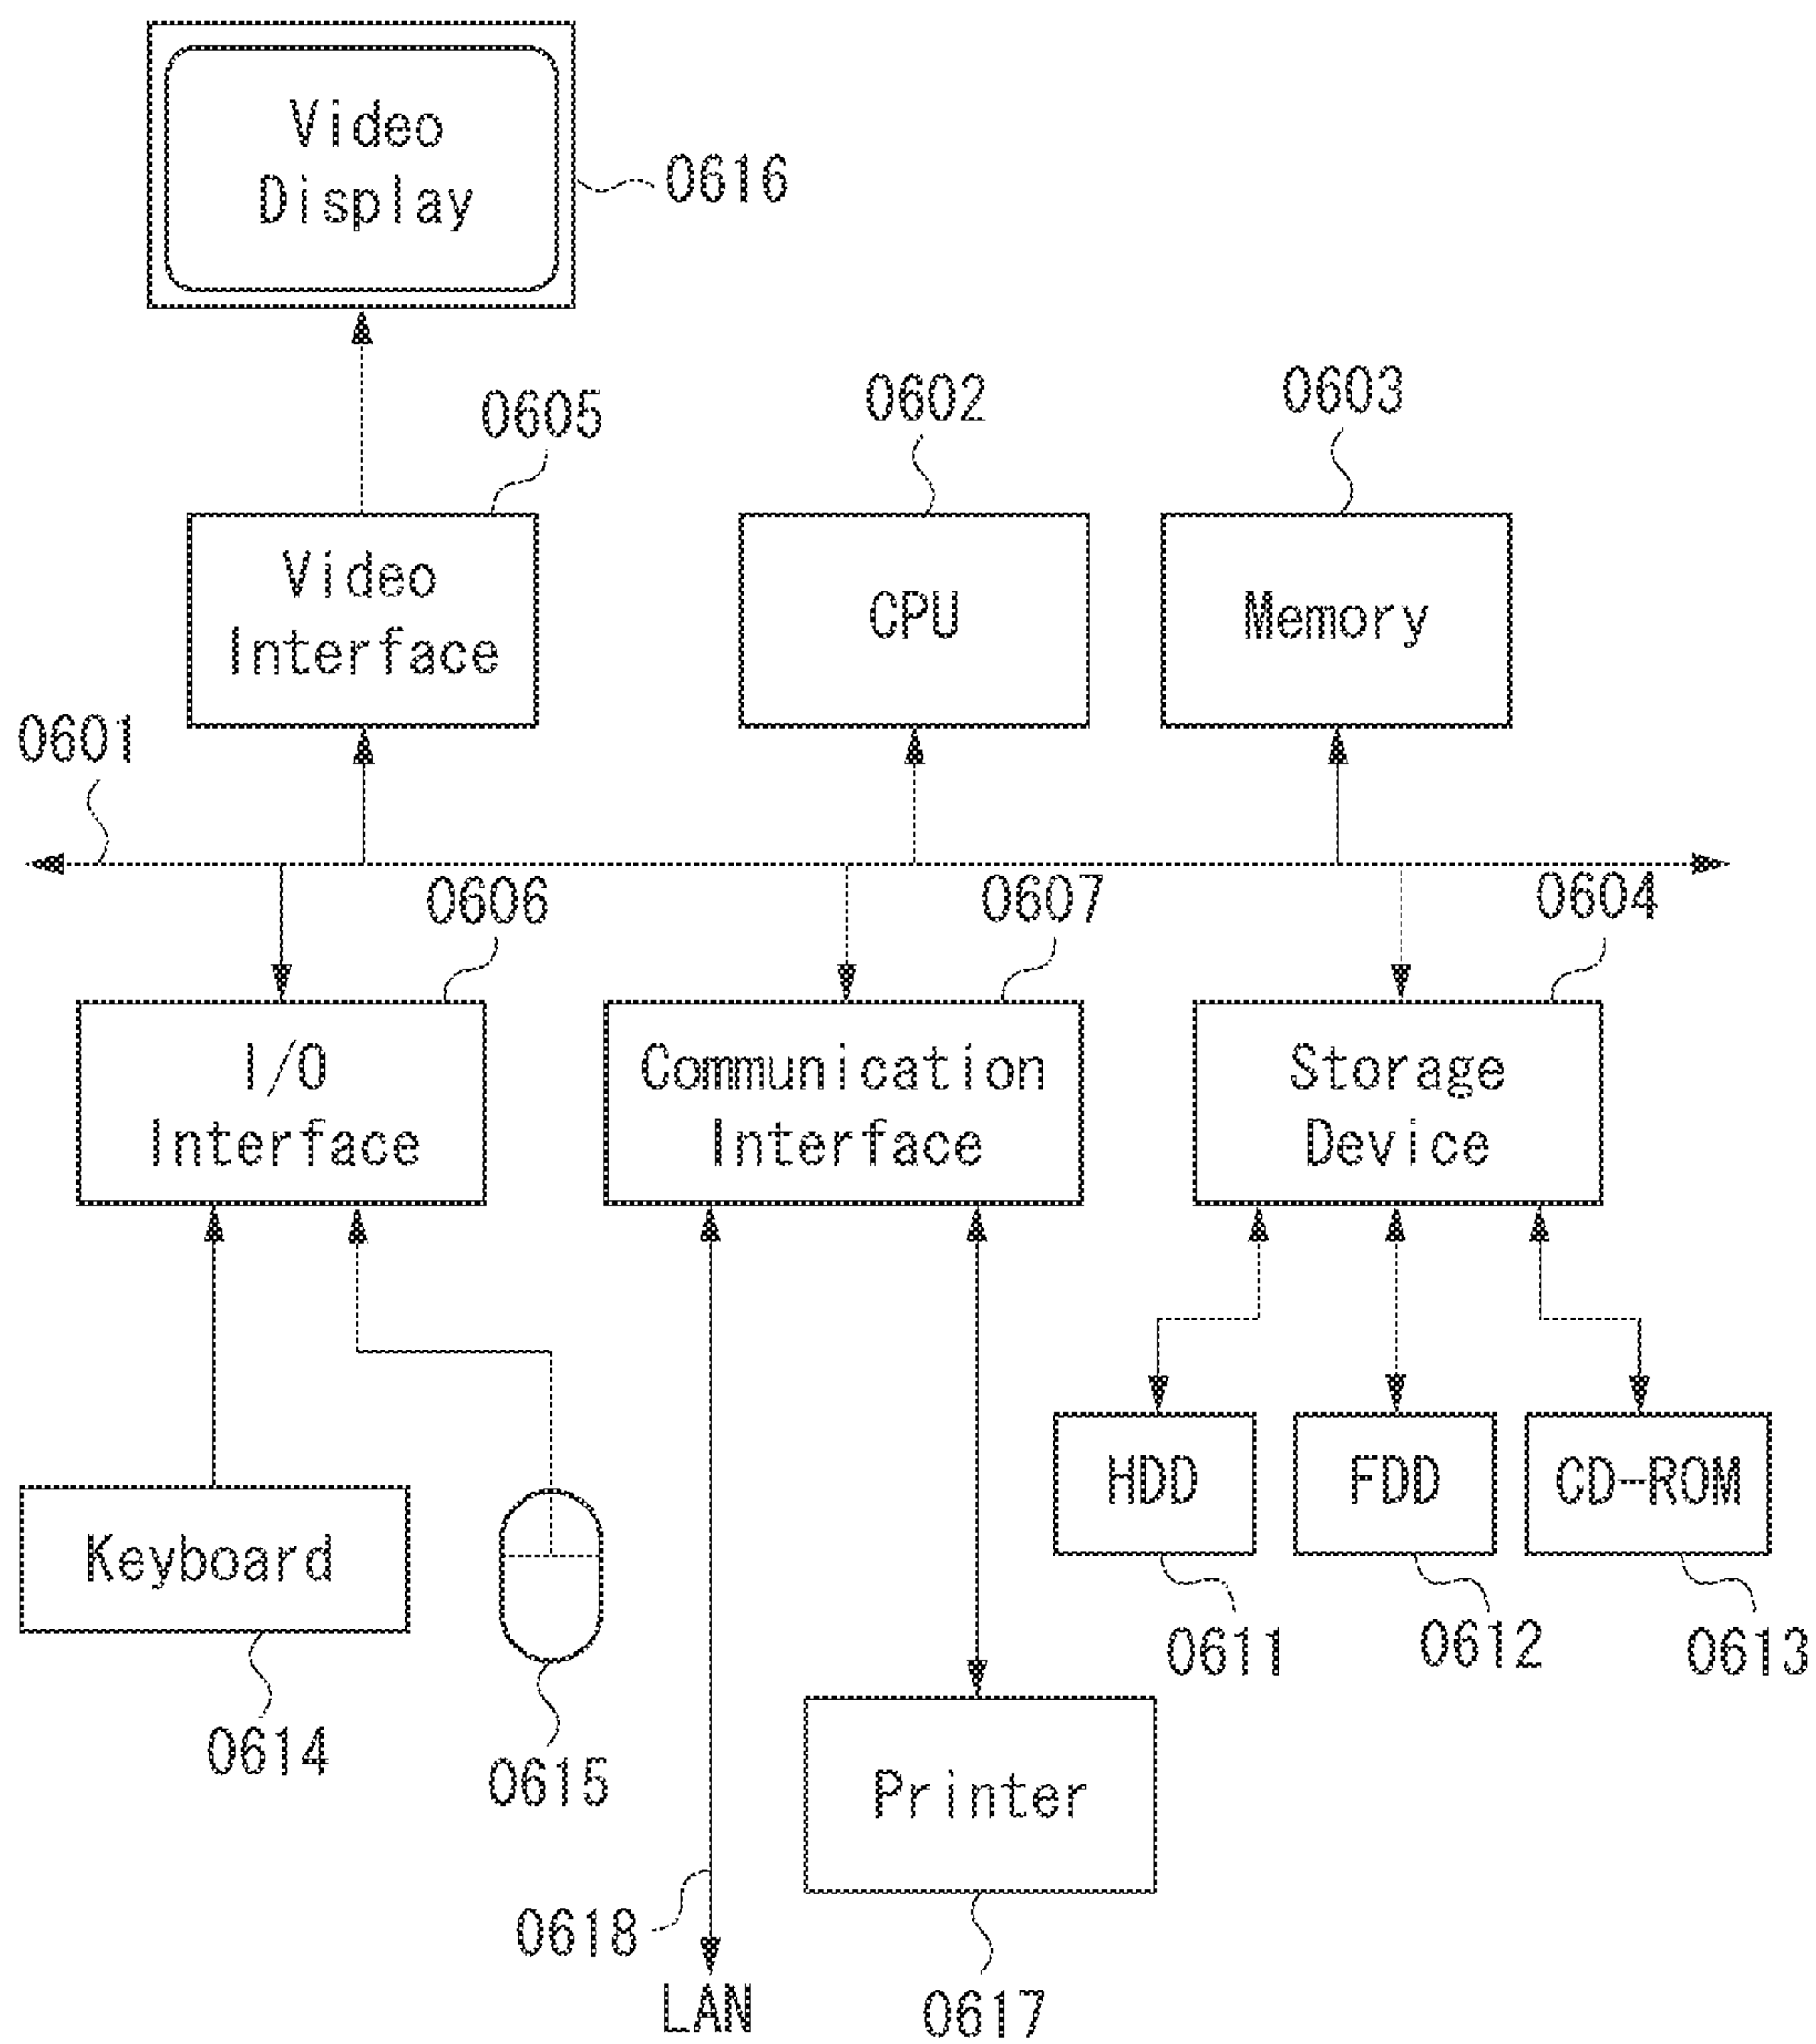 Video
Display
0616
0605
0602
0603
Video
Interface
CPU
Memory
0601
0606
0607
0604
I/O
Interface
Communication
Interface
Storage
Device
HDD
FDD
CD-ROM
Keyboard
0611
0612
0613
0614
0615
Printer
0618
LAN
0617